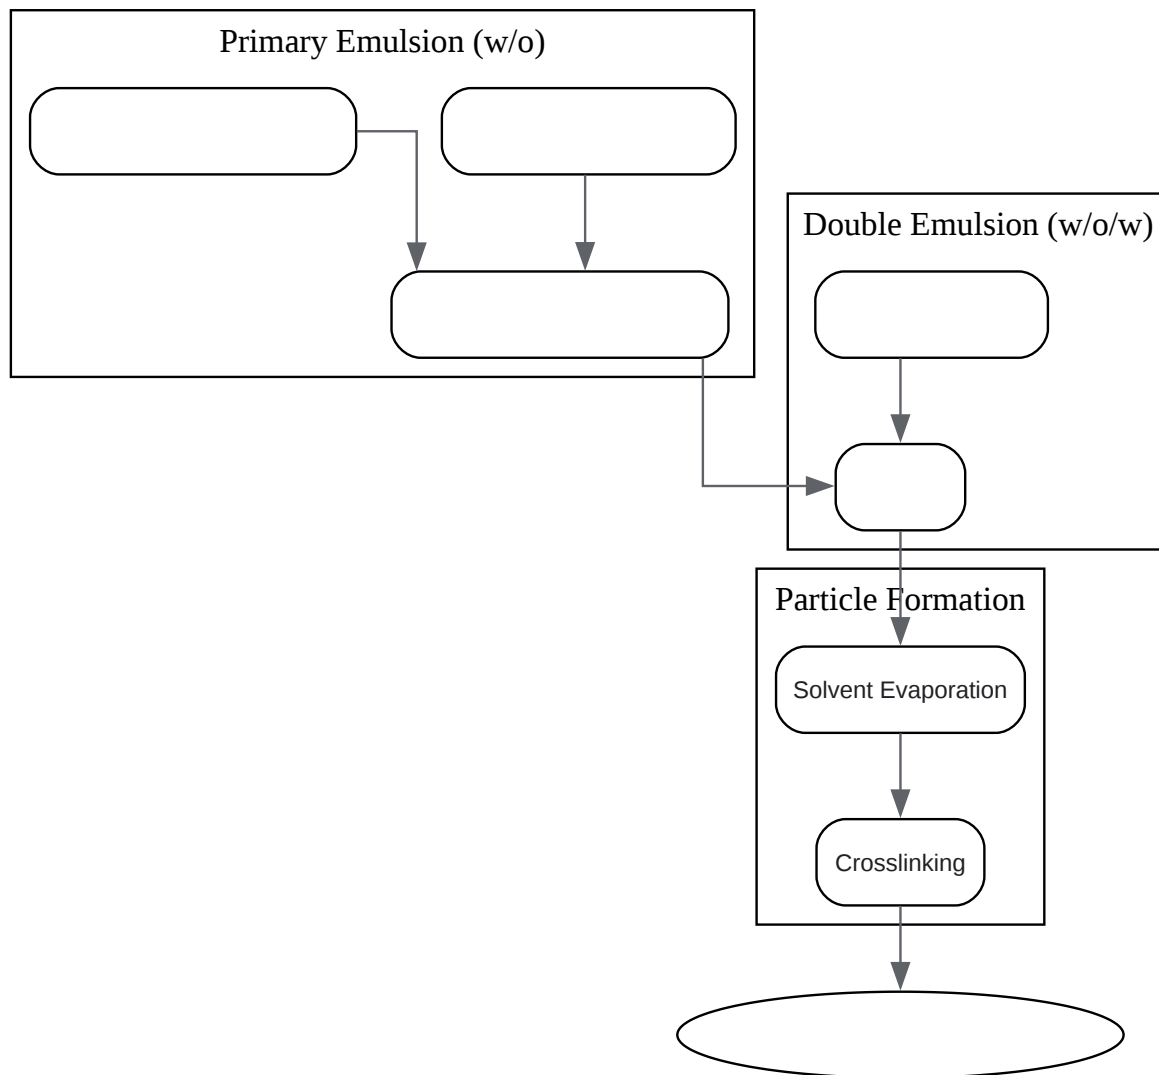 Primary Emulsion (w/o)
Double Emulsion (w/o/w)
Particle Formation
Solvent Evaporation
Crosslinking